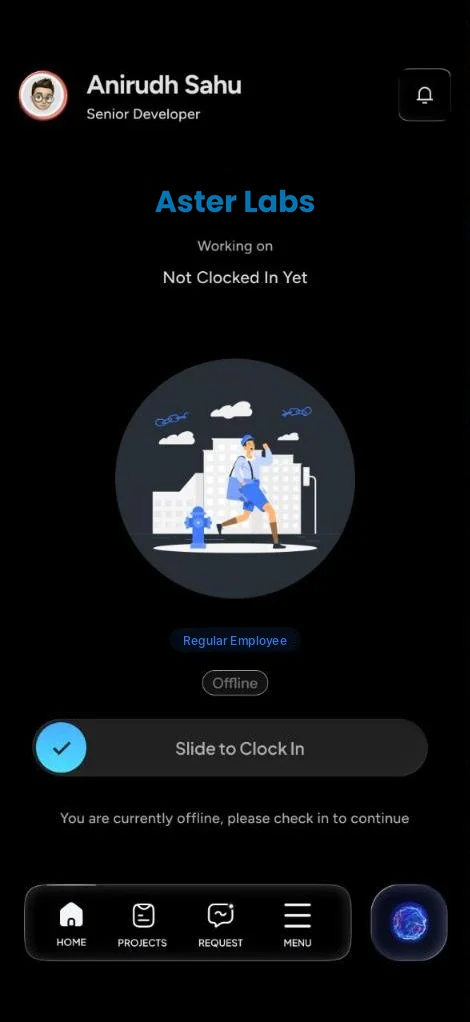 Anirudh Sahu
Senior Developer
Aster Labs
Working on
Not Clocked In Yet
Regular Employee
Offline
Slide to Clock In
You are currently offline, please check in to continue
HOME
PROJECTS
REQUEST
MENU